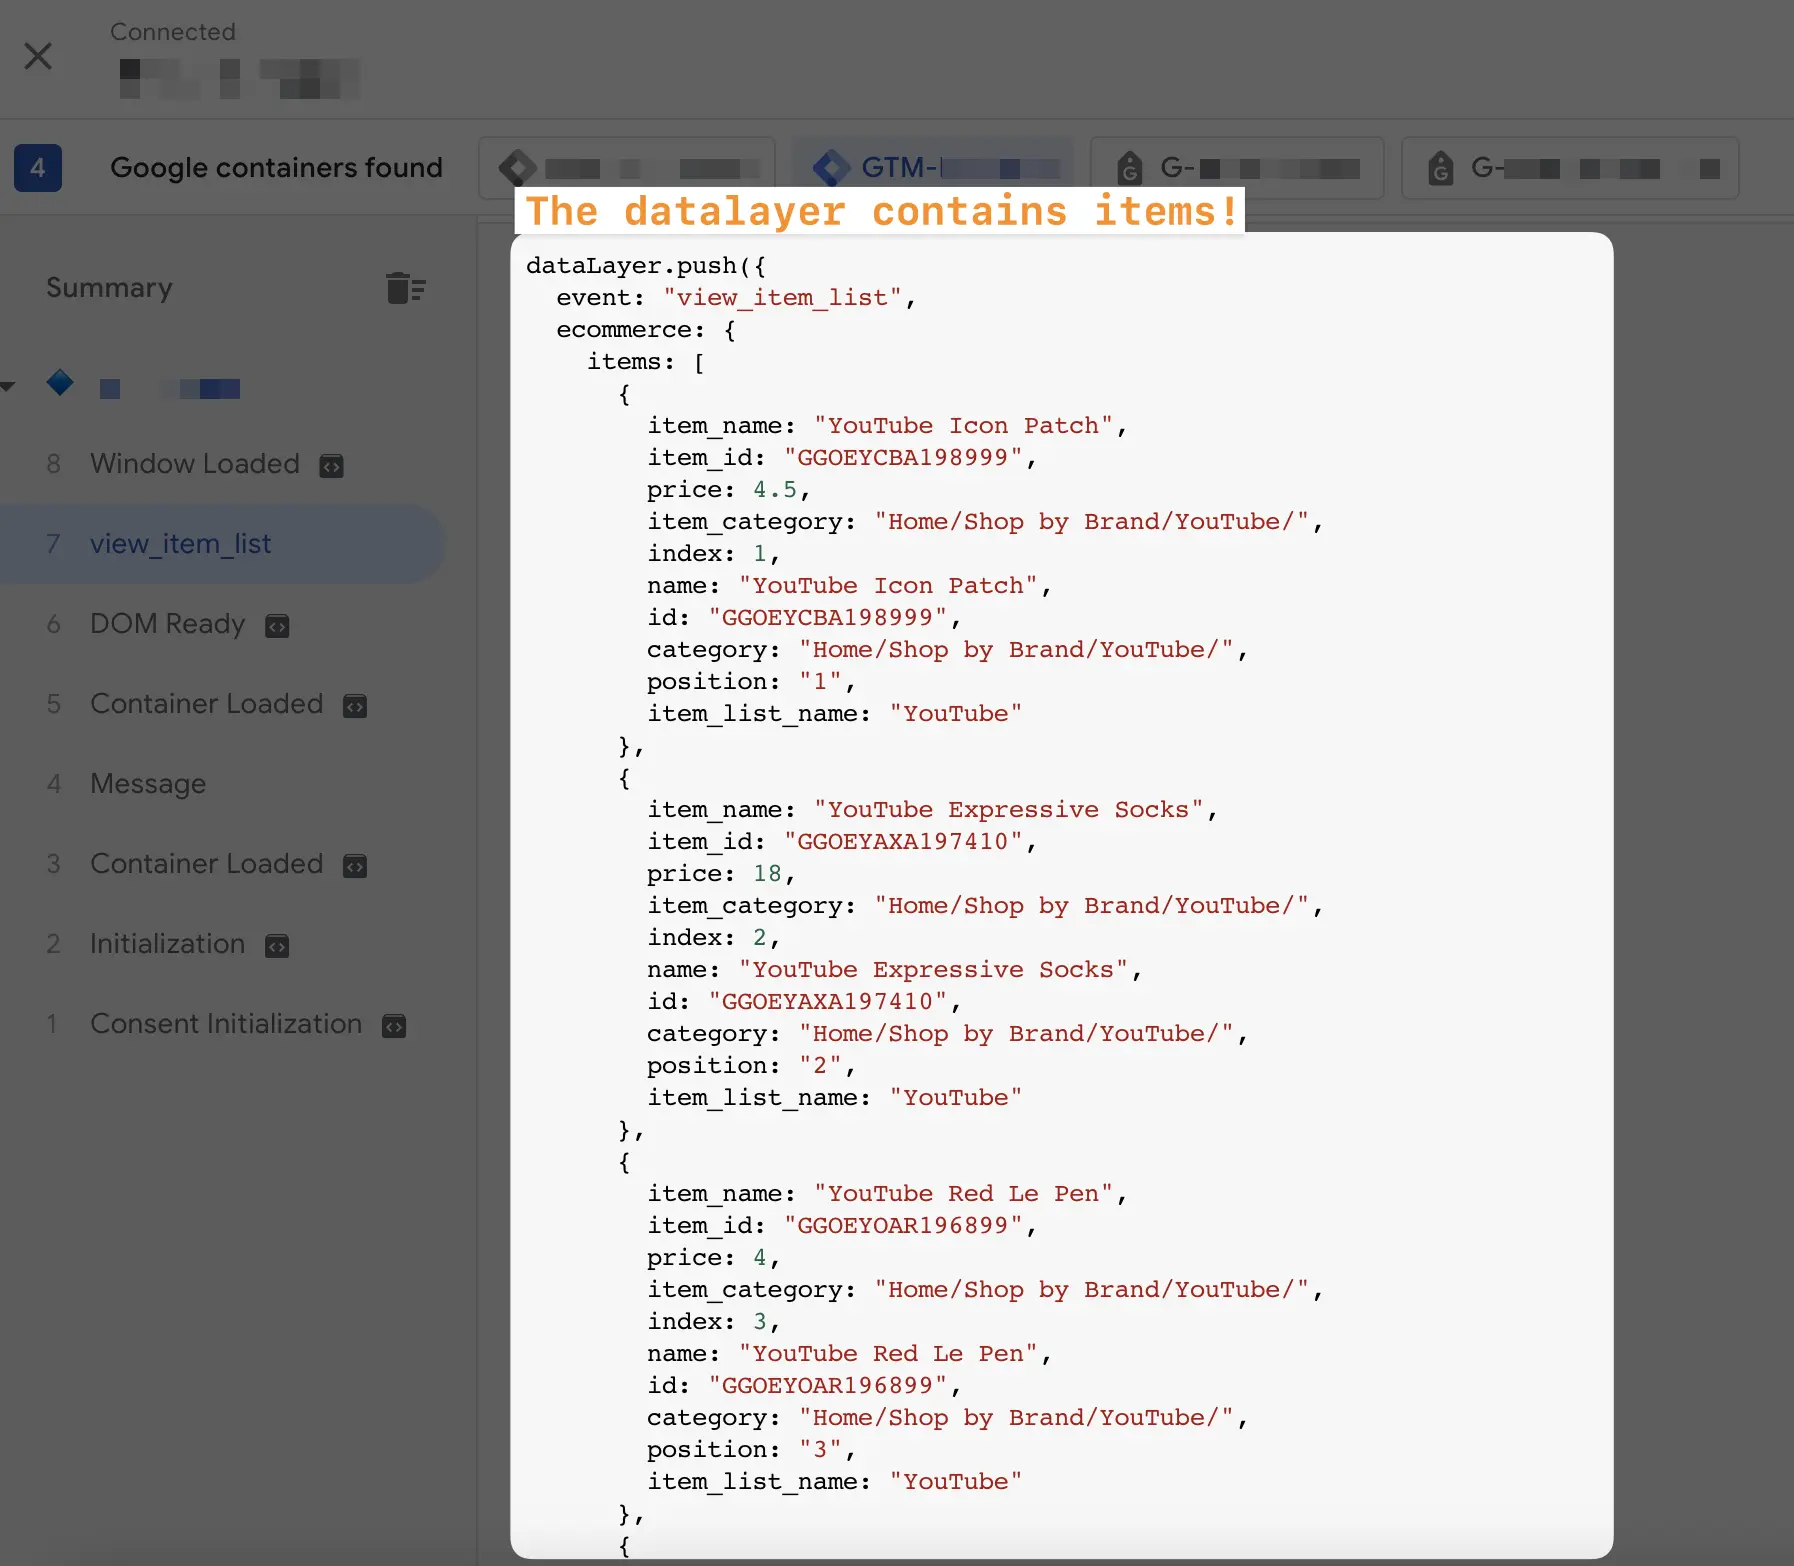 Connected
4 Google containers found GTM- G- G-
The datalayer contains items!
Summary
8 Window Loaded
7 view_item_list
6 DOM Ready
5 Container Loaded
4 Message
3 Container Loaded
2 Initialization
1 Consent Initialization
dataLayer.push({
event: "view_item_list",
ecommerce: {
items: [
{
item_name: "YouTube Icon Patch",
item_id: "GGOEYCBA198999",
price: 4.5,
item_category: "Home/Shop by Brand/YouTube/",
index: 1,
name: "YouTube Icon Patch",
id: "GGOEYCBA198999",
category: "Home/Shop by Brand/YouTube/",
position: "1",
item_list_name: "YouTube"
},
{
item_name: "YouTube Expressive Socks",
item_id: "GGOEYAXA197410",
price: 18,
item_category: "Home/Shop by Brand/YouTube/",
index: 2,
name: "YouTube Expressive Socks",
id: "GGOEYAXA197410",
category: "Home/Shop by Brand/YouTube/",
position: "2",
item_list_name: "YouTube"
},
{
item_name: "YouTube Red Le Pen",
item_id: "GGOEYOAR196899",
price: 4,
item_category: "Home/Shop by Brand/YouTube/",
index: 3,
name: "YouTube Red Le Pen",
id: "GGOEYOAR196899",
category: "Home/Shop by Brand/YouTube/",
position: "3",
item_list_name: "YouTube"
},
{